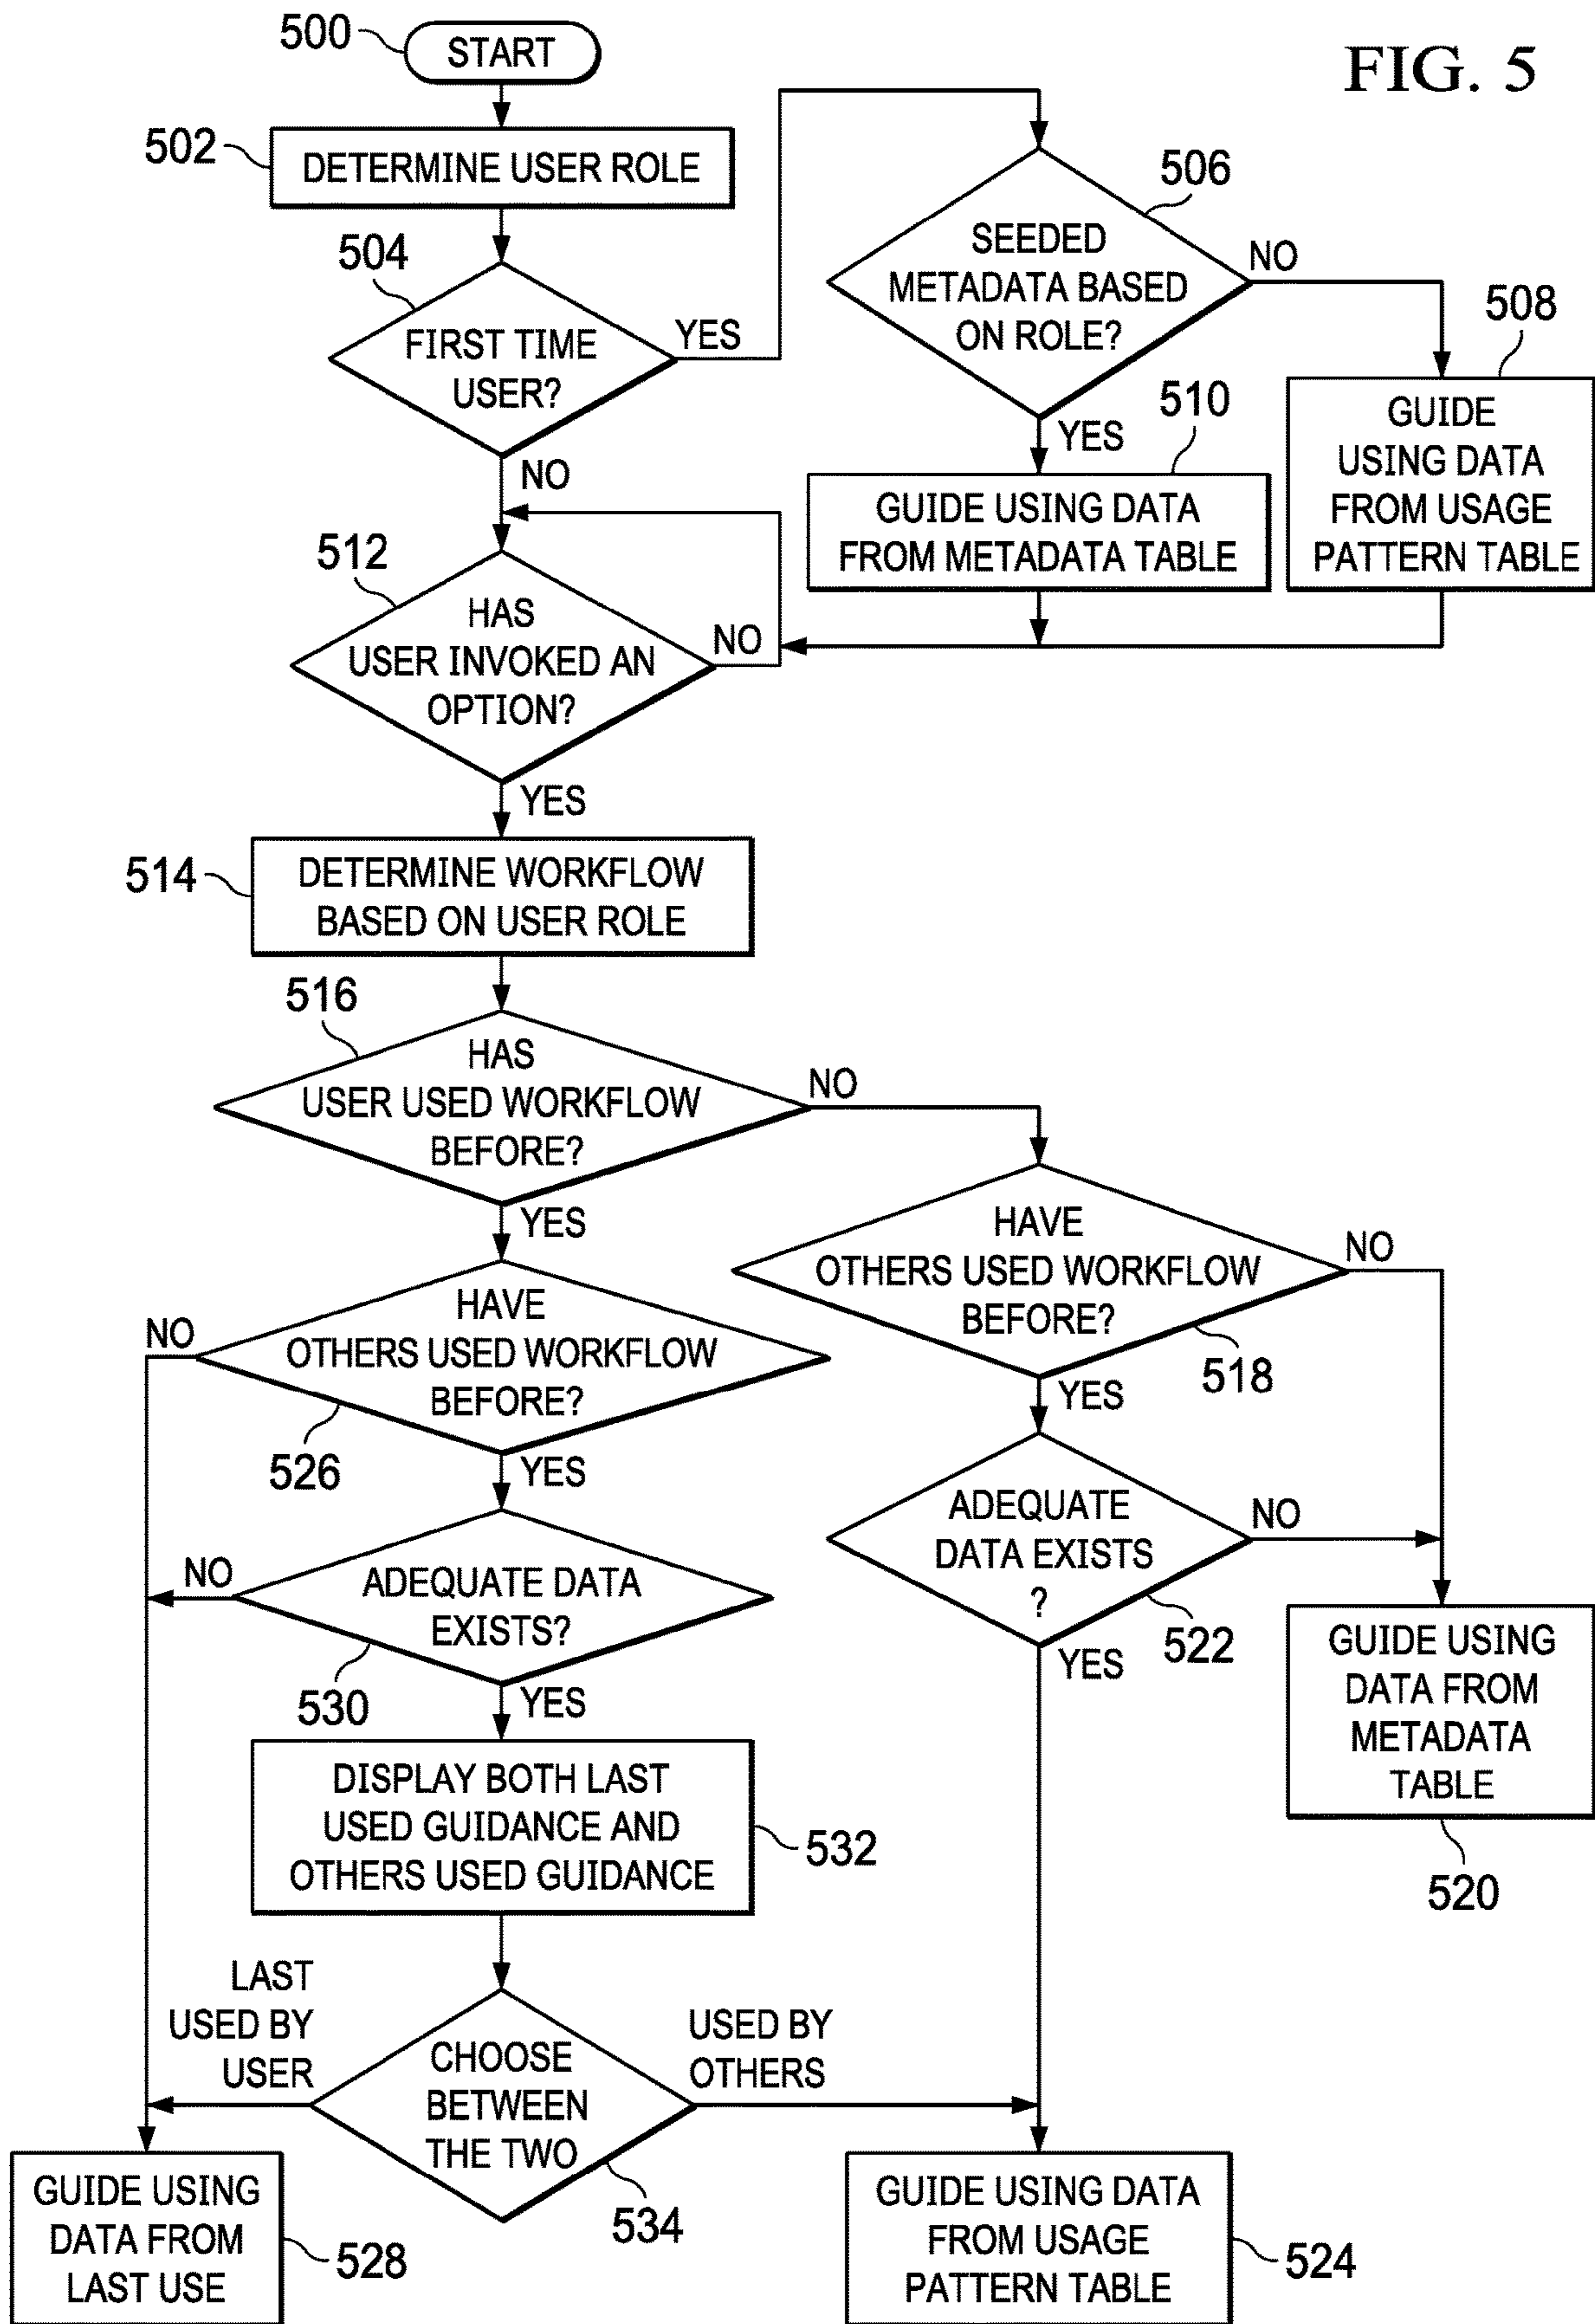 FIG. 5
500
START
502
DETERMINE USER ROLE
504
FIRST TIME
USER?
YES
NO
506
SEEDED
METADATA BASED
ON ROLE?
NO
YES
508
GUIDE
USING DATA
FROM USAGE
PATTERN TABLE
510
GUIDE USING DATA
FROM METADATA TABLE
512
HAS
USER INVOKED AN
OPTION?
NO
YES
514
DETERMINE WORKFLOW
BASED ON USER ROLE
516
HAS
USER USED WORKFLOW
BEFORE?
NO
YES
HAVE
OTHERS USED WORKFLOW
BEFORE?
518
NO
YES
HAVE
OTHERS USED WORKFLOW
BEFORE?
526
NO
YES
ADEQUATE
DATA EXISTS
?
522
NO
YES
ADEQUATE DATA
EXISTS?
530
NO
YES
GUIDE USING
DATA FROM
METADATA
TABLE
520
DISPLAY BOTH LAST
USED GUIDANCE AND
OTHERS USED GUIDANCE
532
LAST
USED BY
USER
CHOOSE
BETWEEN
THE TWO
534
USED BY
OTHERS
GUIDE USING
DATA FROM
LAST USE
528
GUIDE USING DATA
FROM USAGE
PATTERN TABLE
524